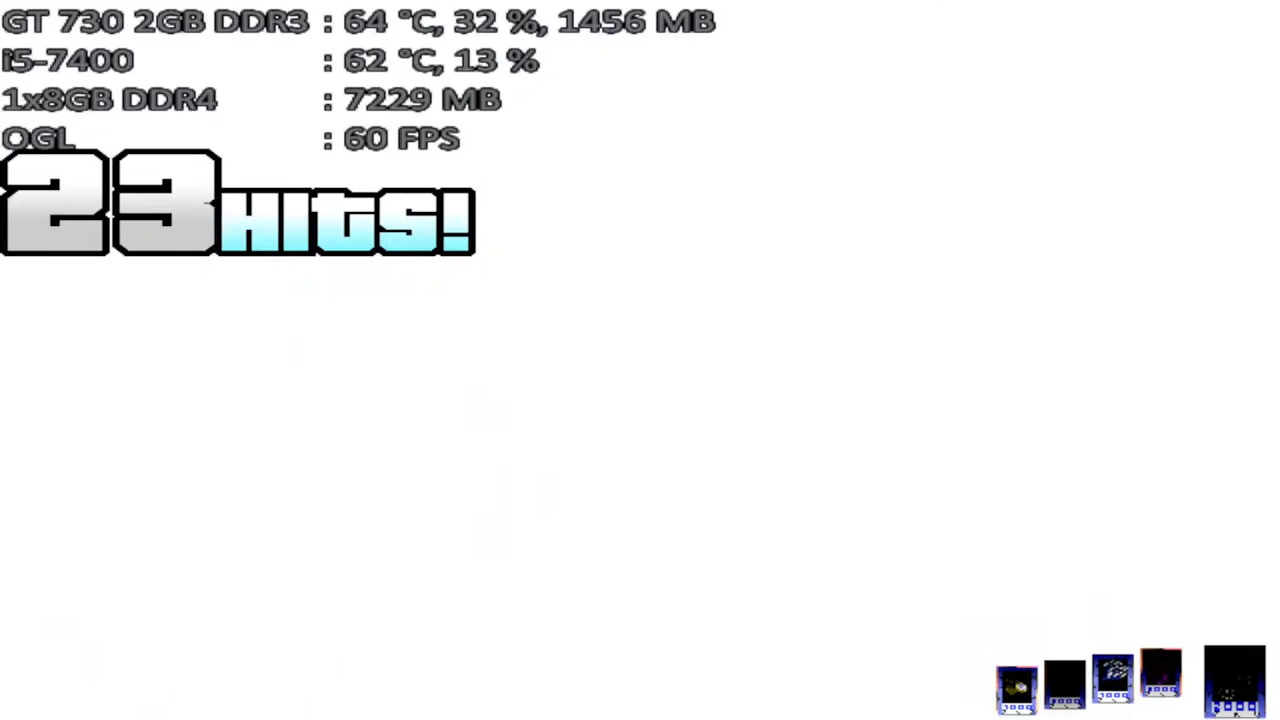 GT 730 2GB DDR3 : 64 °C, 32 %, 1456 MB
i5-7400 : 62 °C, 13 %
1x8GB DDR4 : 7229 MB
OGL : 60 FPS
23 Hits!